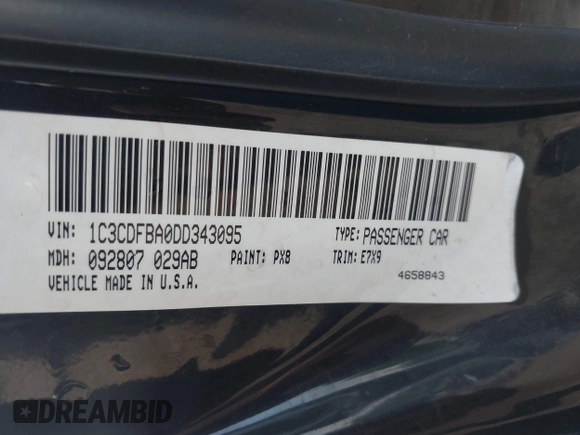 VIN: 1C3CDFBA0DD343095 TYPE: PASSENGER CAR
MDH: 092807 029AB PAINT: PX8 TRIM: E7X9
VEHICLE MADE IN U.S.A. 4658843
DREAMBID